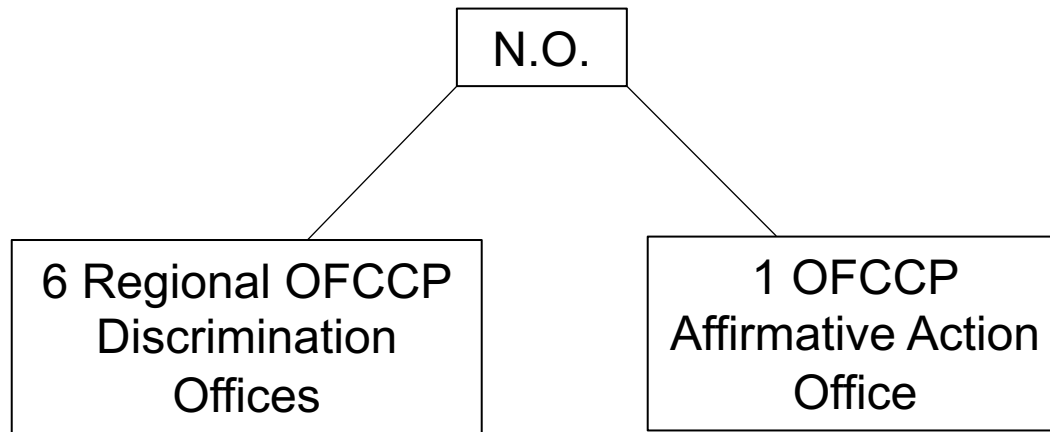 N.O.
6 Regional OFCCP
Discrimination
Offices
1 OFCCP
Affirmative Action
Office